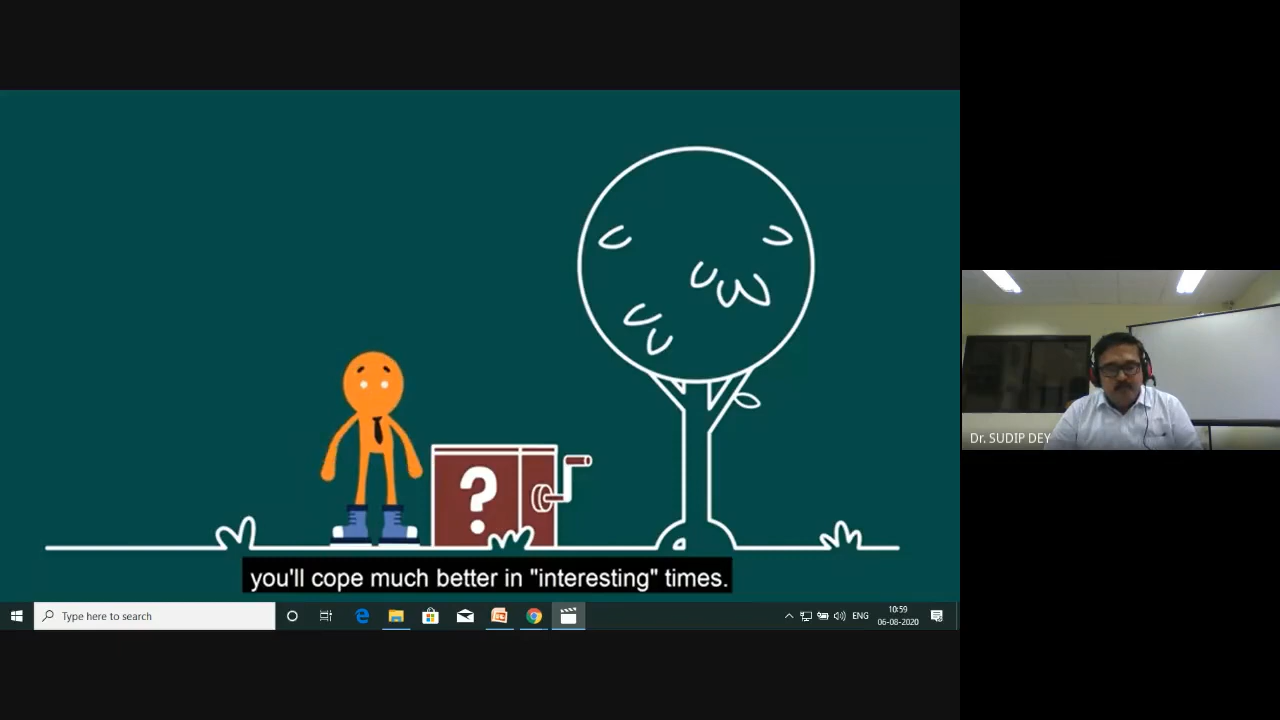 ?
you'll cope much better in "interesting" times.
Dr. SUDIP DEY
Type here to search
ENG
10:59
06-08-2020